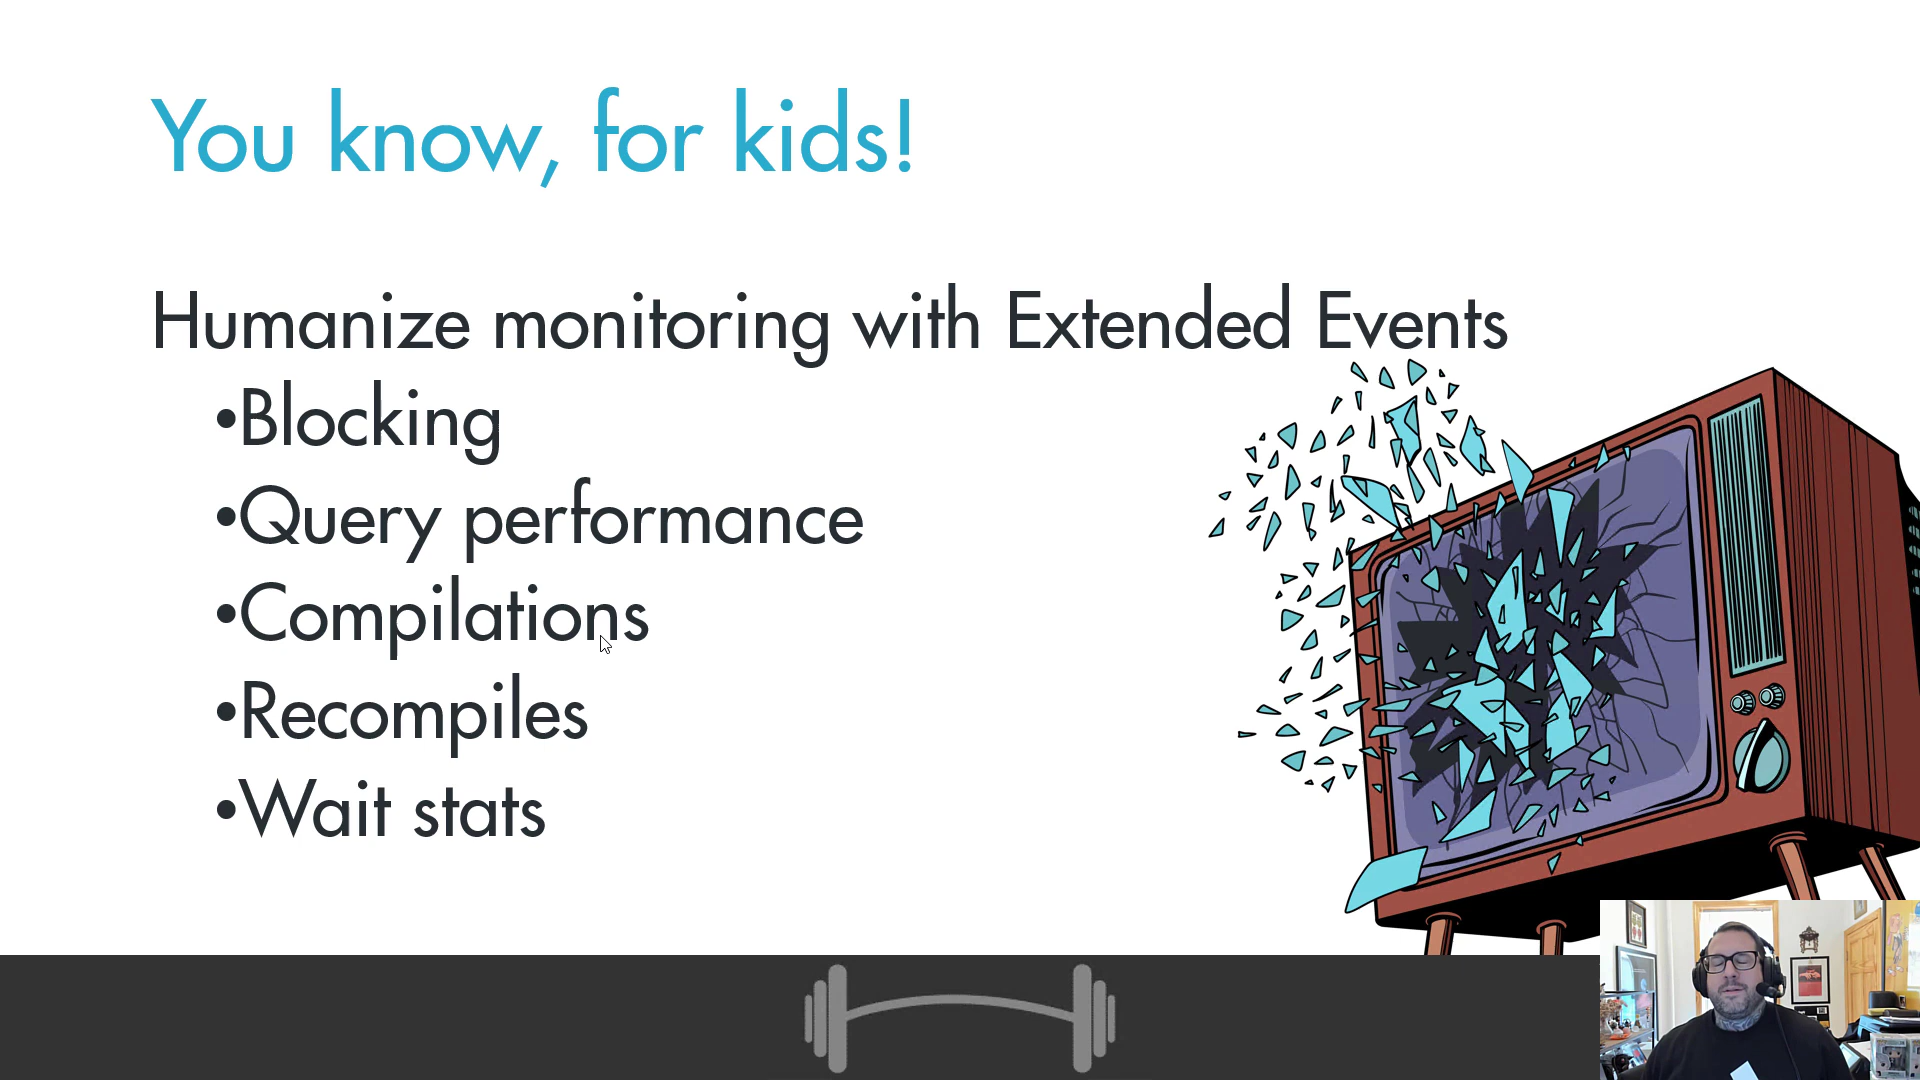 You know, for kids!
Humanize monitoring with Extended Events
•Blocking
•Query performance
•Compilations
•Recompiles
•Wait stats